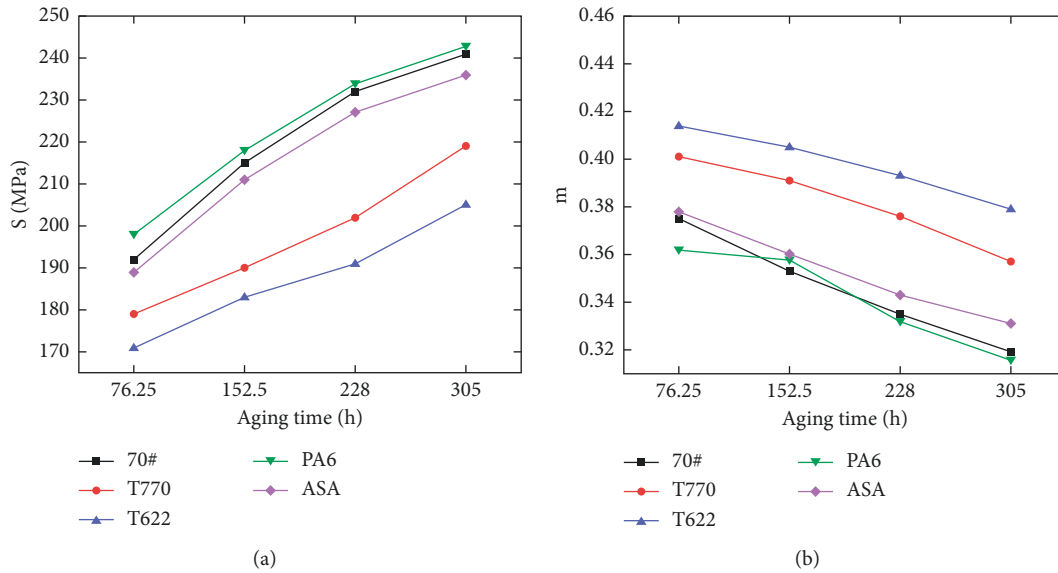 250
240
230
220
210
200
190
180
170
S (MPa)
76.25 152.5 228 305
Aging time (h)
70#
T770
T622
PA6
ASA
(a)
0.46
0.44
0.42
0.40
0.38
0.36
0.34
0.32
m
76.25 152.5 228 305
Aging time (h)
70#
T770
T622
PA6
ASA
(b)